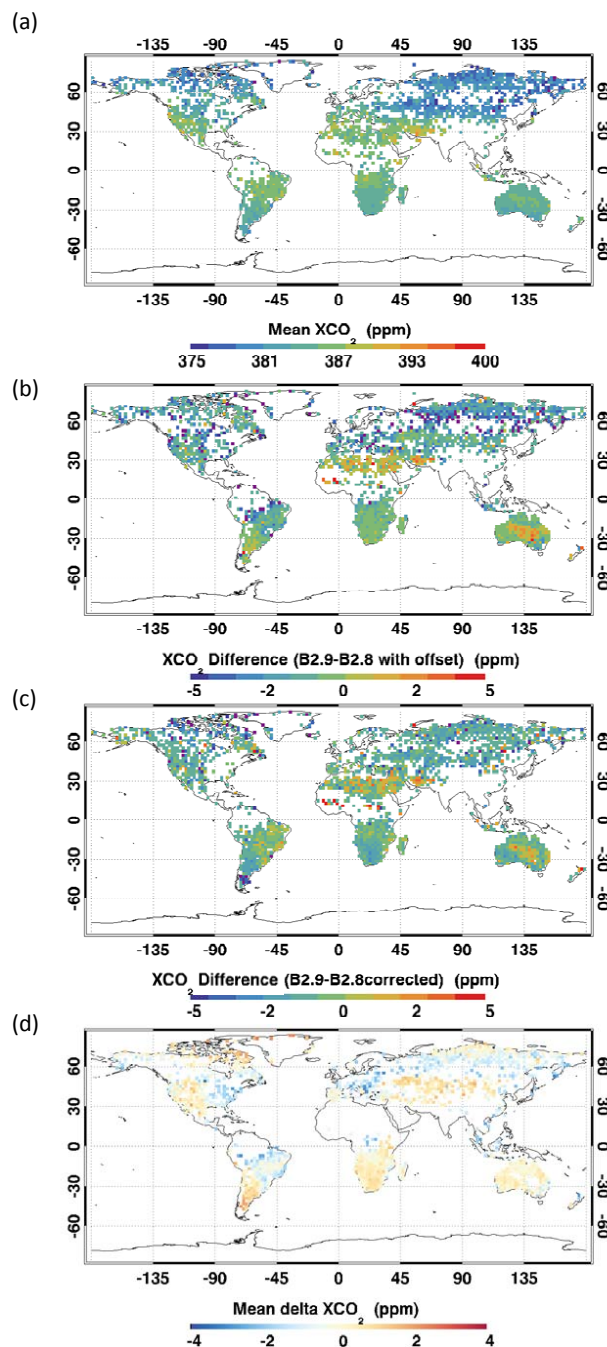 (a)
-135 -90 -45 0 45 90 135
60 60
30 30
0 0
-30 -30
-60 -60
-135 -90 -45 0 45 90 135
Mean XCO2 (ppm)
375 381 387 393 400
(b)
60 60
30 30
0 0
-30 -30
-60 -60
-135 -90 -45 0 45 90 135
XCO2 Difference (B2.9-B2.8 with offset) (ppm)
-5 -2 0 2 5
(c)
60 60
30 30
0 0
-30 -30
-60 -60
-135 -90 -45 0 45 90 135
XCO2 Difference (B2.9-B2.8corrected) (ppm)
-5 -2 0 2 5
(d)
60 60
30 30
0 0
-30 -30
-60 -60
-135 -90 -45 0 45 90 135
Mean delta XCO2 (ppm)
-4 -2 0 2 4